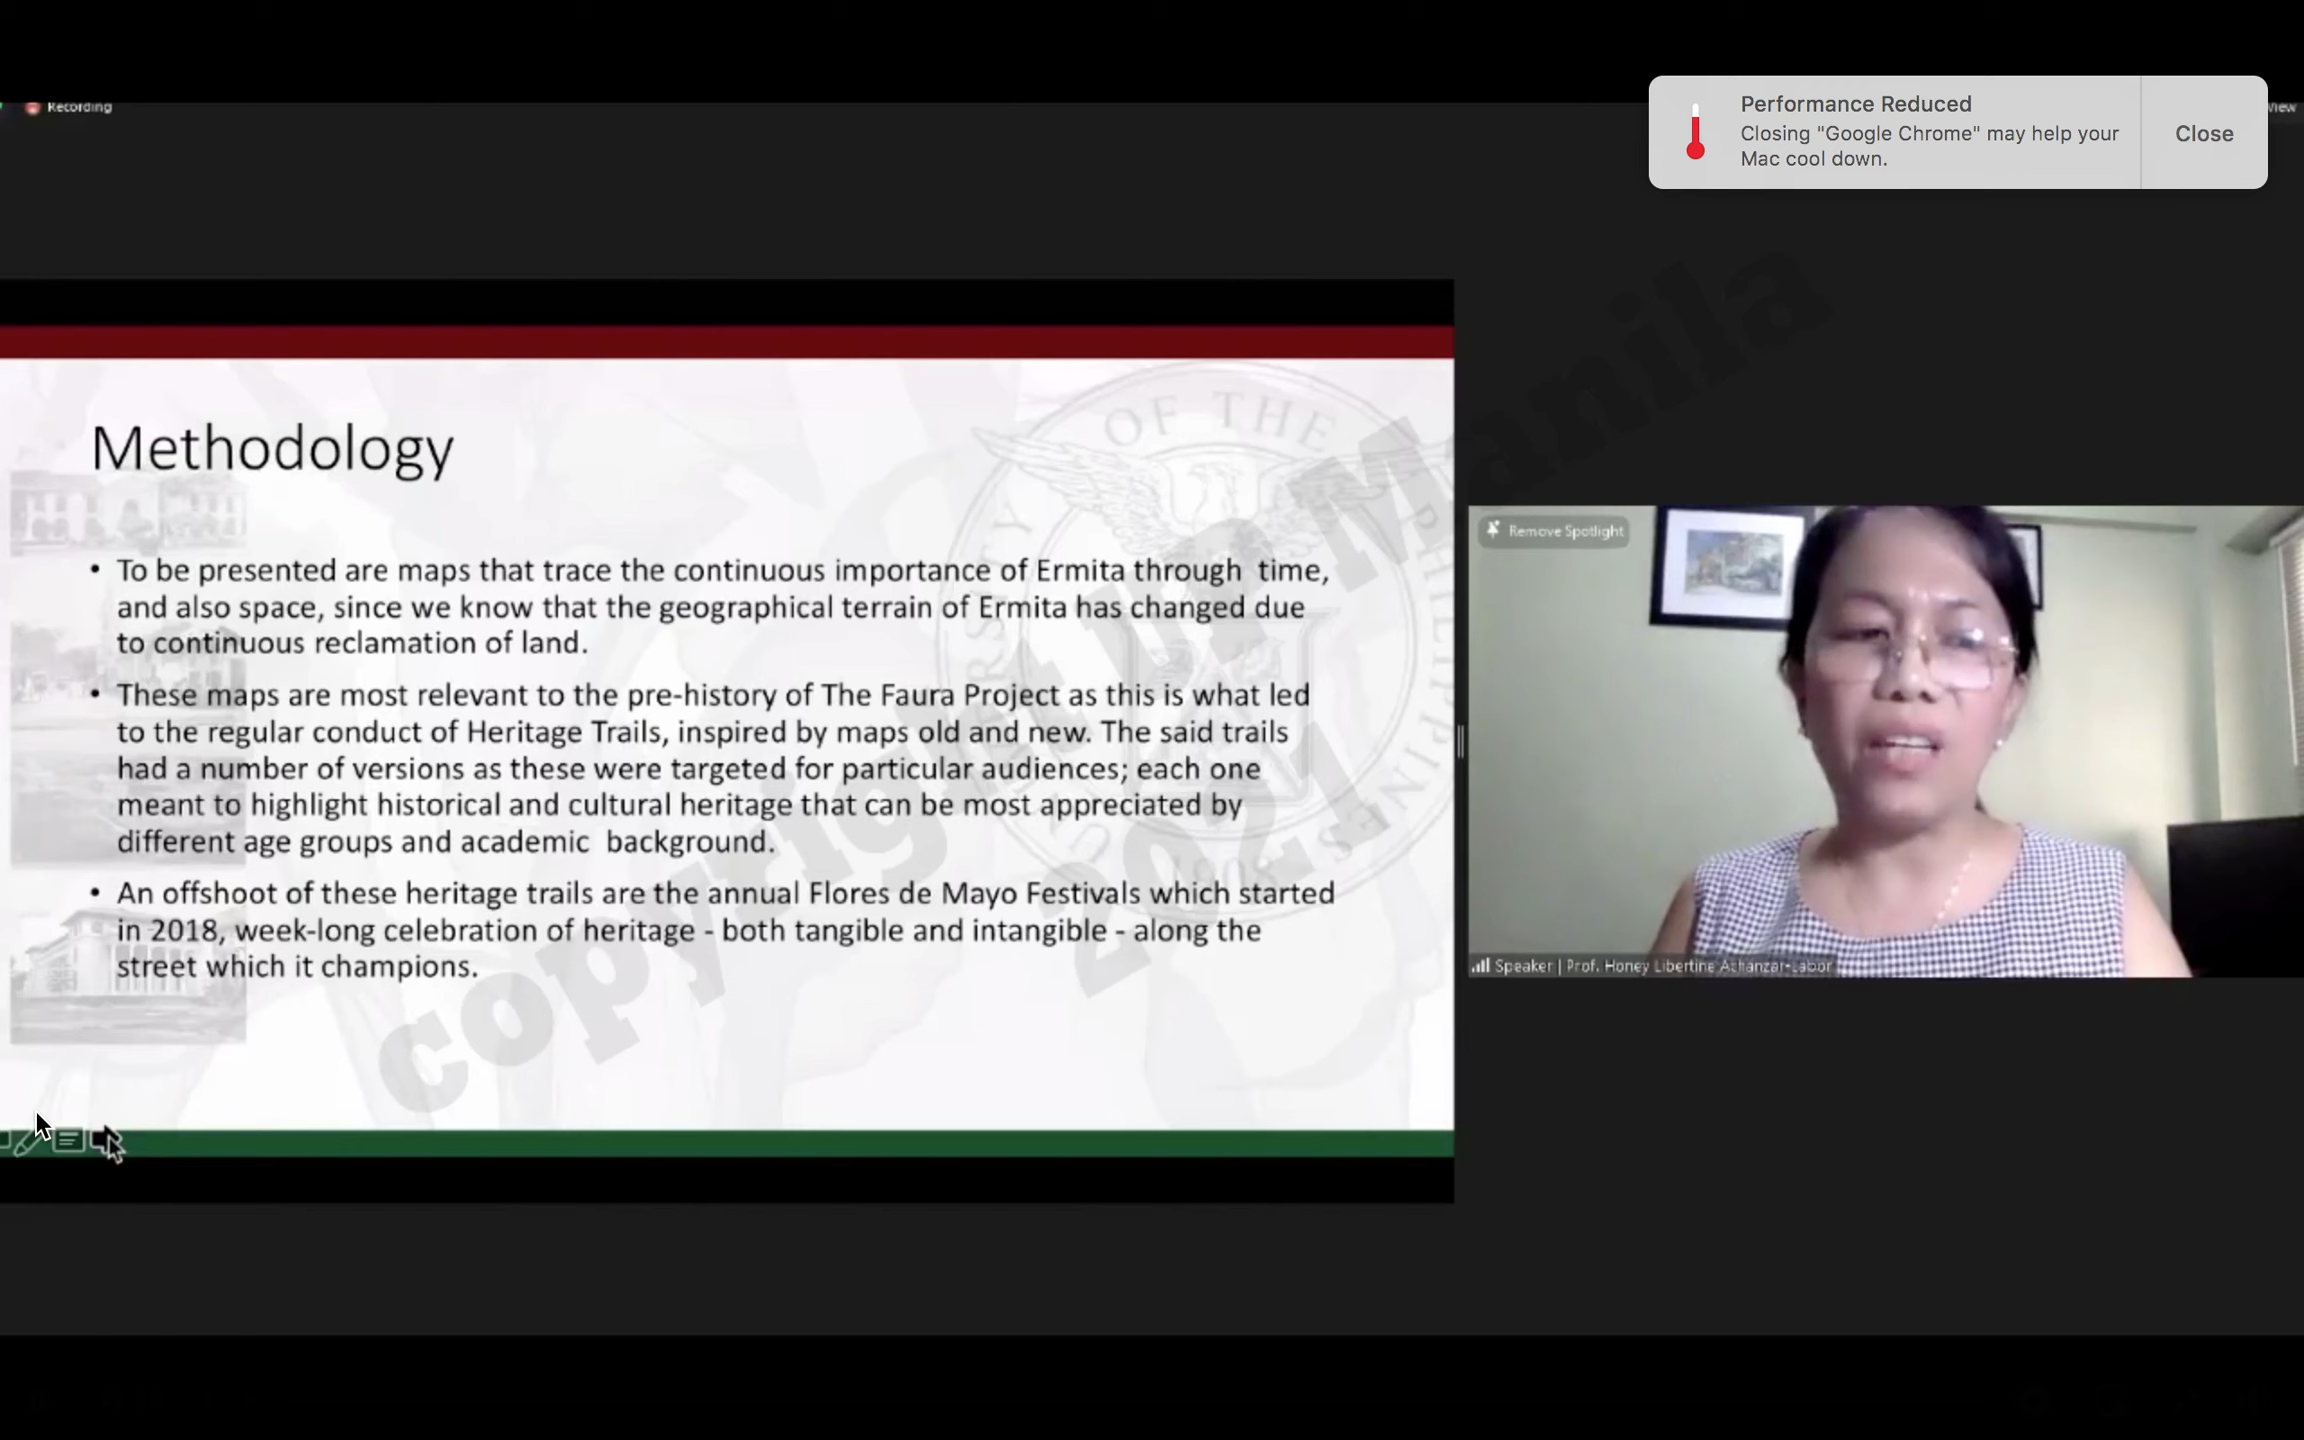 Recording
Performance Reduced
Closing "Google Chrome" may help your
Mac cool down.
Close
View
Methodology
• To be presented are maps that trace the continuous importance of Ermita through time,
and also space, since we know that the geographical terrain of Ermita has changed due
to continuous reclamation of land.
• These maps are most relevant to the pre-history of The Faura Project as this is what led
to the regular conduct of Heritage Trails, inspired by maps old and new. The said trails
had a number of versions as these were targeted for particular audiences; each one
meant to highlight historical and cultural heritage that can be most appreciated by
different age groups and academic background.
• An offshoot of these heritage trails are the annual Flores de Mayo Festivals which started
in 2018, week-long celebration of heritage - both tangible and intangible - along the
street which it champions.
copyright UP Manila
2021
UNIVERSITY OF THE PHILIPPINES
1908
Remove Spotlight
Speaker | Prof. Honey Libertine Achanzar-Labor